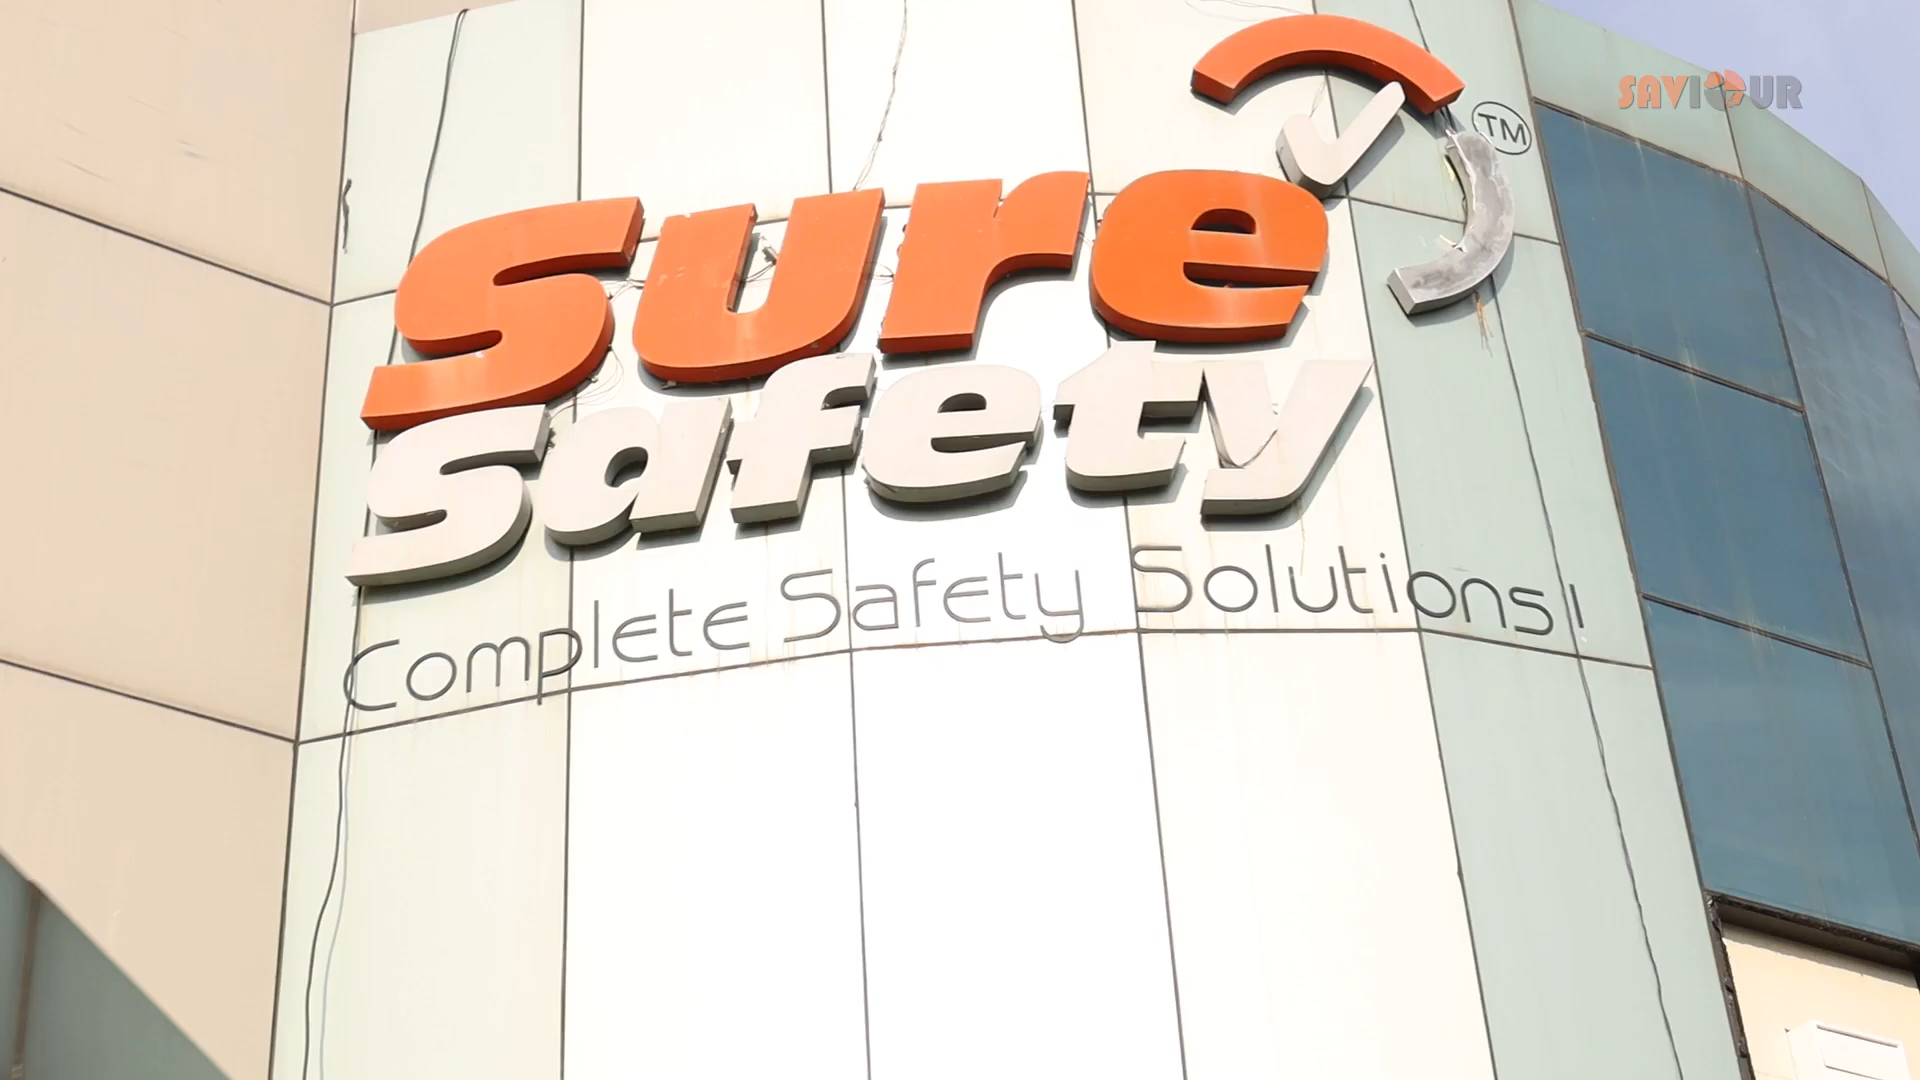 SAVIOUR
TM
Sure
Safety
Complete Safety Solutions !